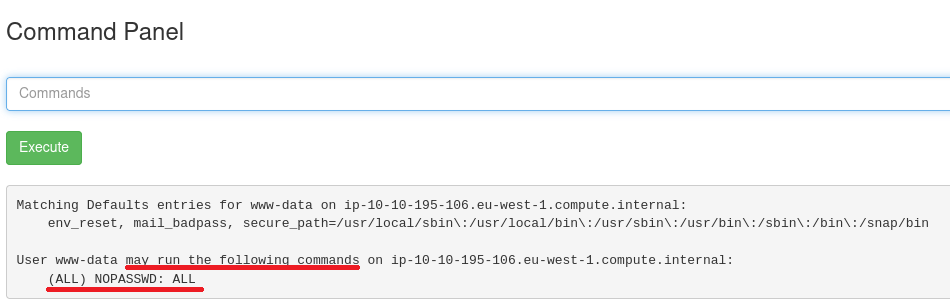 Command Panel
Commands
Execute
Matching Defaults entries for www-data on ip-10-10-195-106.eu-west-1.compute.internal:
env_reset, mail_badpass, secure_path=/usr/local/sbin\:/usr/local/bin\:/usr/sbin\:/usr/bin\:/sbin\:/bin\:/snap/bin
User www-data may run the following commands on ip-10-10-195-106.eu-west-1.compute.internal:
(ALL) NOPASSWD: ALL